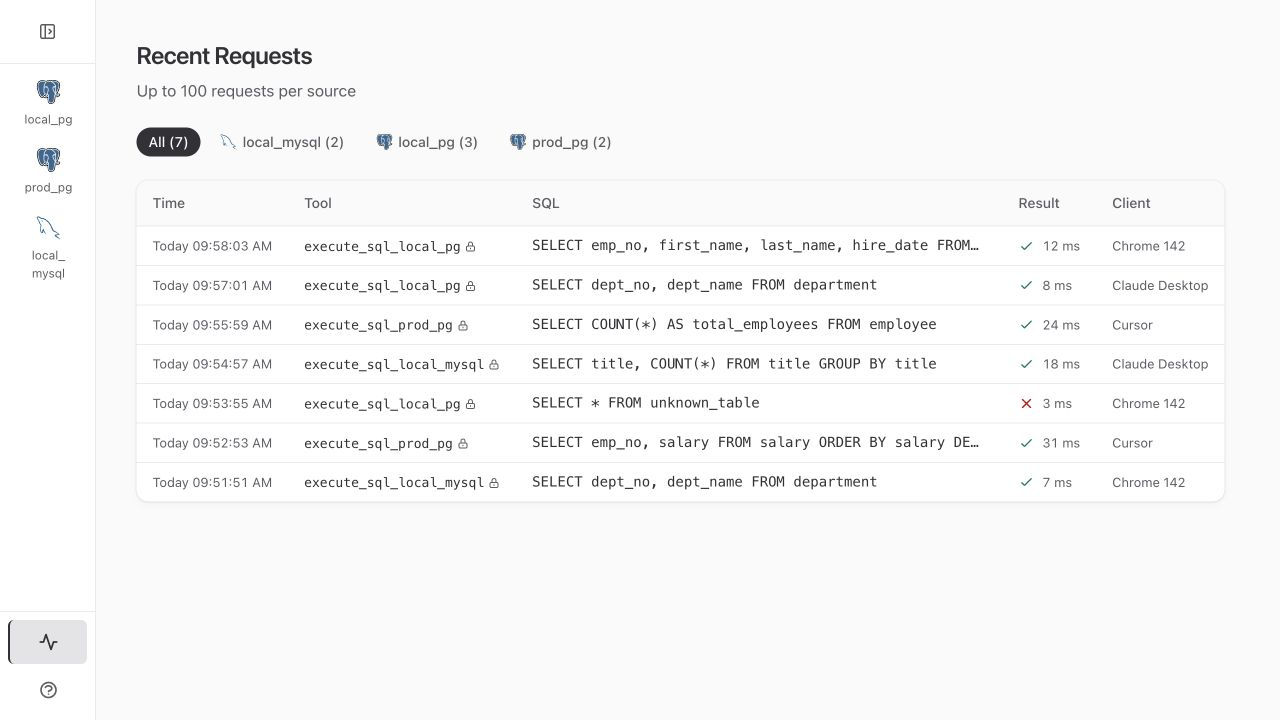 Recent Requests
Up to 100 requests per source
All (7) local_mysql (2) local_pg (3) prod_pg (2)
local_pg
prod_pg
local_
mysql
Time Tool SQL Result Client
Today 09:58:03 AM execute_sql_local_pg SELECT emp_no, first_name, last_name, hire_date FROM… 12 ms Chrome 142
Today 09:57:01 AM execute_sql_local_pg SELECT dept_no, dept_name FROM department 8 ms Claude Desktop
Today 09:55:59 AM execute_sql_prod_pg SELECT COUNT(*) AS total_employees FROM employee 24 ms Cursor
Today 09:54:57 AM execute_sql_local_mysql SELECT title, COUNT(*) FROM title GROUP BY title 18 ms Claude Desktop
Today 09:53:55 AM execute_sql_local_pg SELECT * FROM unknown_table 3 ms Chrome 142
Today 09:52:53 AM execute_sql_prod_pg SELECT emp_no, salary FROM salary ORDER BY salary DE… 31 ms Cursor
Today 09:51:51 AM execute_sql_local_mysql SELECT dept_no, dept_name FROM department 7 ms Chrome 142